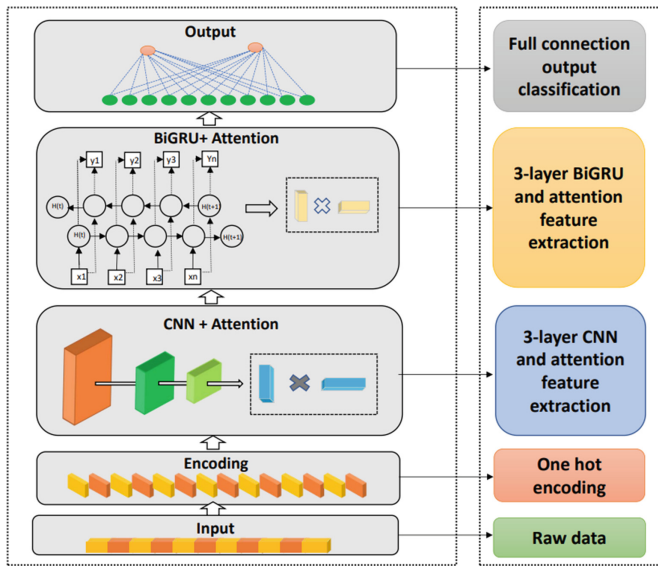 Output
Full connection
output
classification
BiGRU+ Attention
y1 y2 y3 Yn
H(t) H(t+1)
H(t) H(t+1)
x1 x2 x3 xn
3-layer BiGRU
and attention
feature
extraction
CNN + Attention
3-layer CNN
and attention
feature
extraction
Encoding
One hot
encoding
Input
Raw data